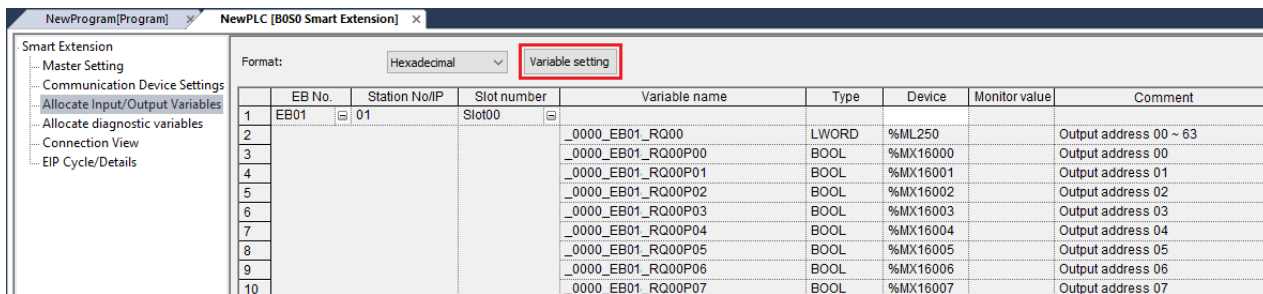 NewProgram[Program] × NewPLC [B0S0 Smart Extension] ×
Smart Extension
Master Setting
Communication Device Settings
Allocate Input/Output Variables
Allocate diagnostic variables
Connection View
EIP Cycle/Details
Format: Hexadecimal Variable setting
EB No. Station No/IP Slot number Variable name Type Device Monitor value Comment
1 EB01 01 Slot00
2 _0000_EB01_RQ00 LWORD %ML250 Output address 00 ~ 63
3 _0000_EB01_RQ00P00 BOOL %MX16000 Output address 00
4 _0000_EB01_RQ00P01 BOOL %MX16001 Output address 01
5 _0000_EB01_RQ00P02 BOOL %MX16002 Output address 02
6 _0000_EB01_RQ00P03 BOOL %MX16003 Output address 03
7 _0000_EB01_RQ00P04 BOOL %MX16004 Output address 04
8 _0000_EB01_RQ00P05 BOOL %MX16005 Output address 05
9 _0000_EB01_RQ00P06 BOOL %MX16006 Output address 06
10 _0000_EB01_RQ00P07 BOOL %MX16007 Output address 07